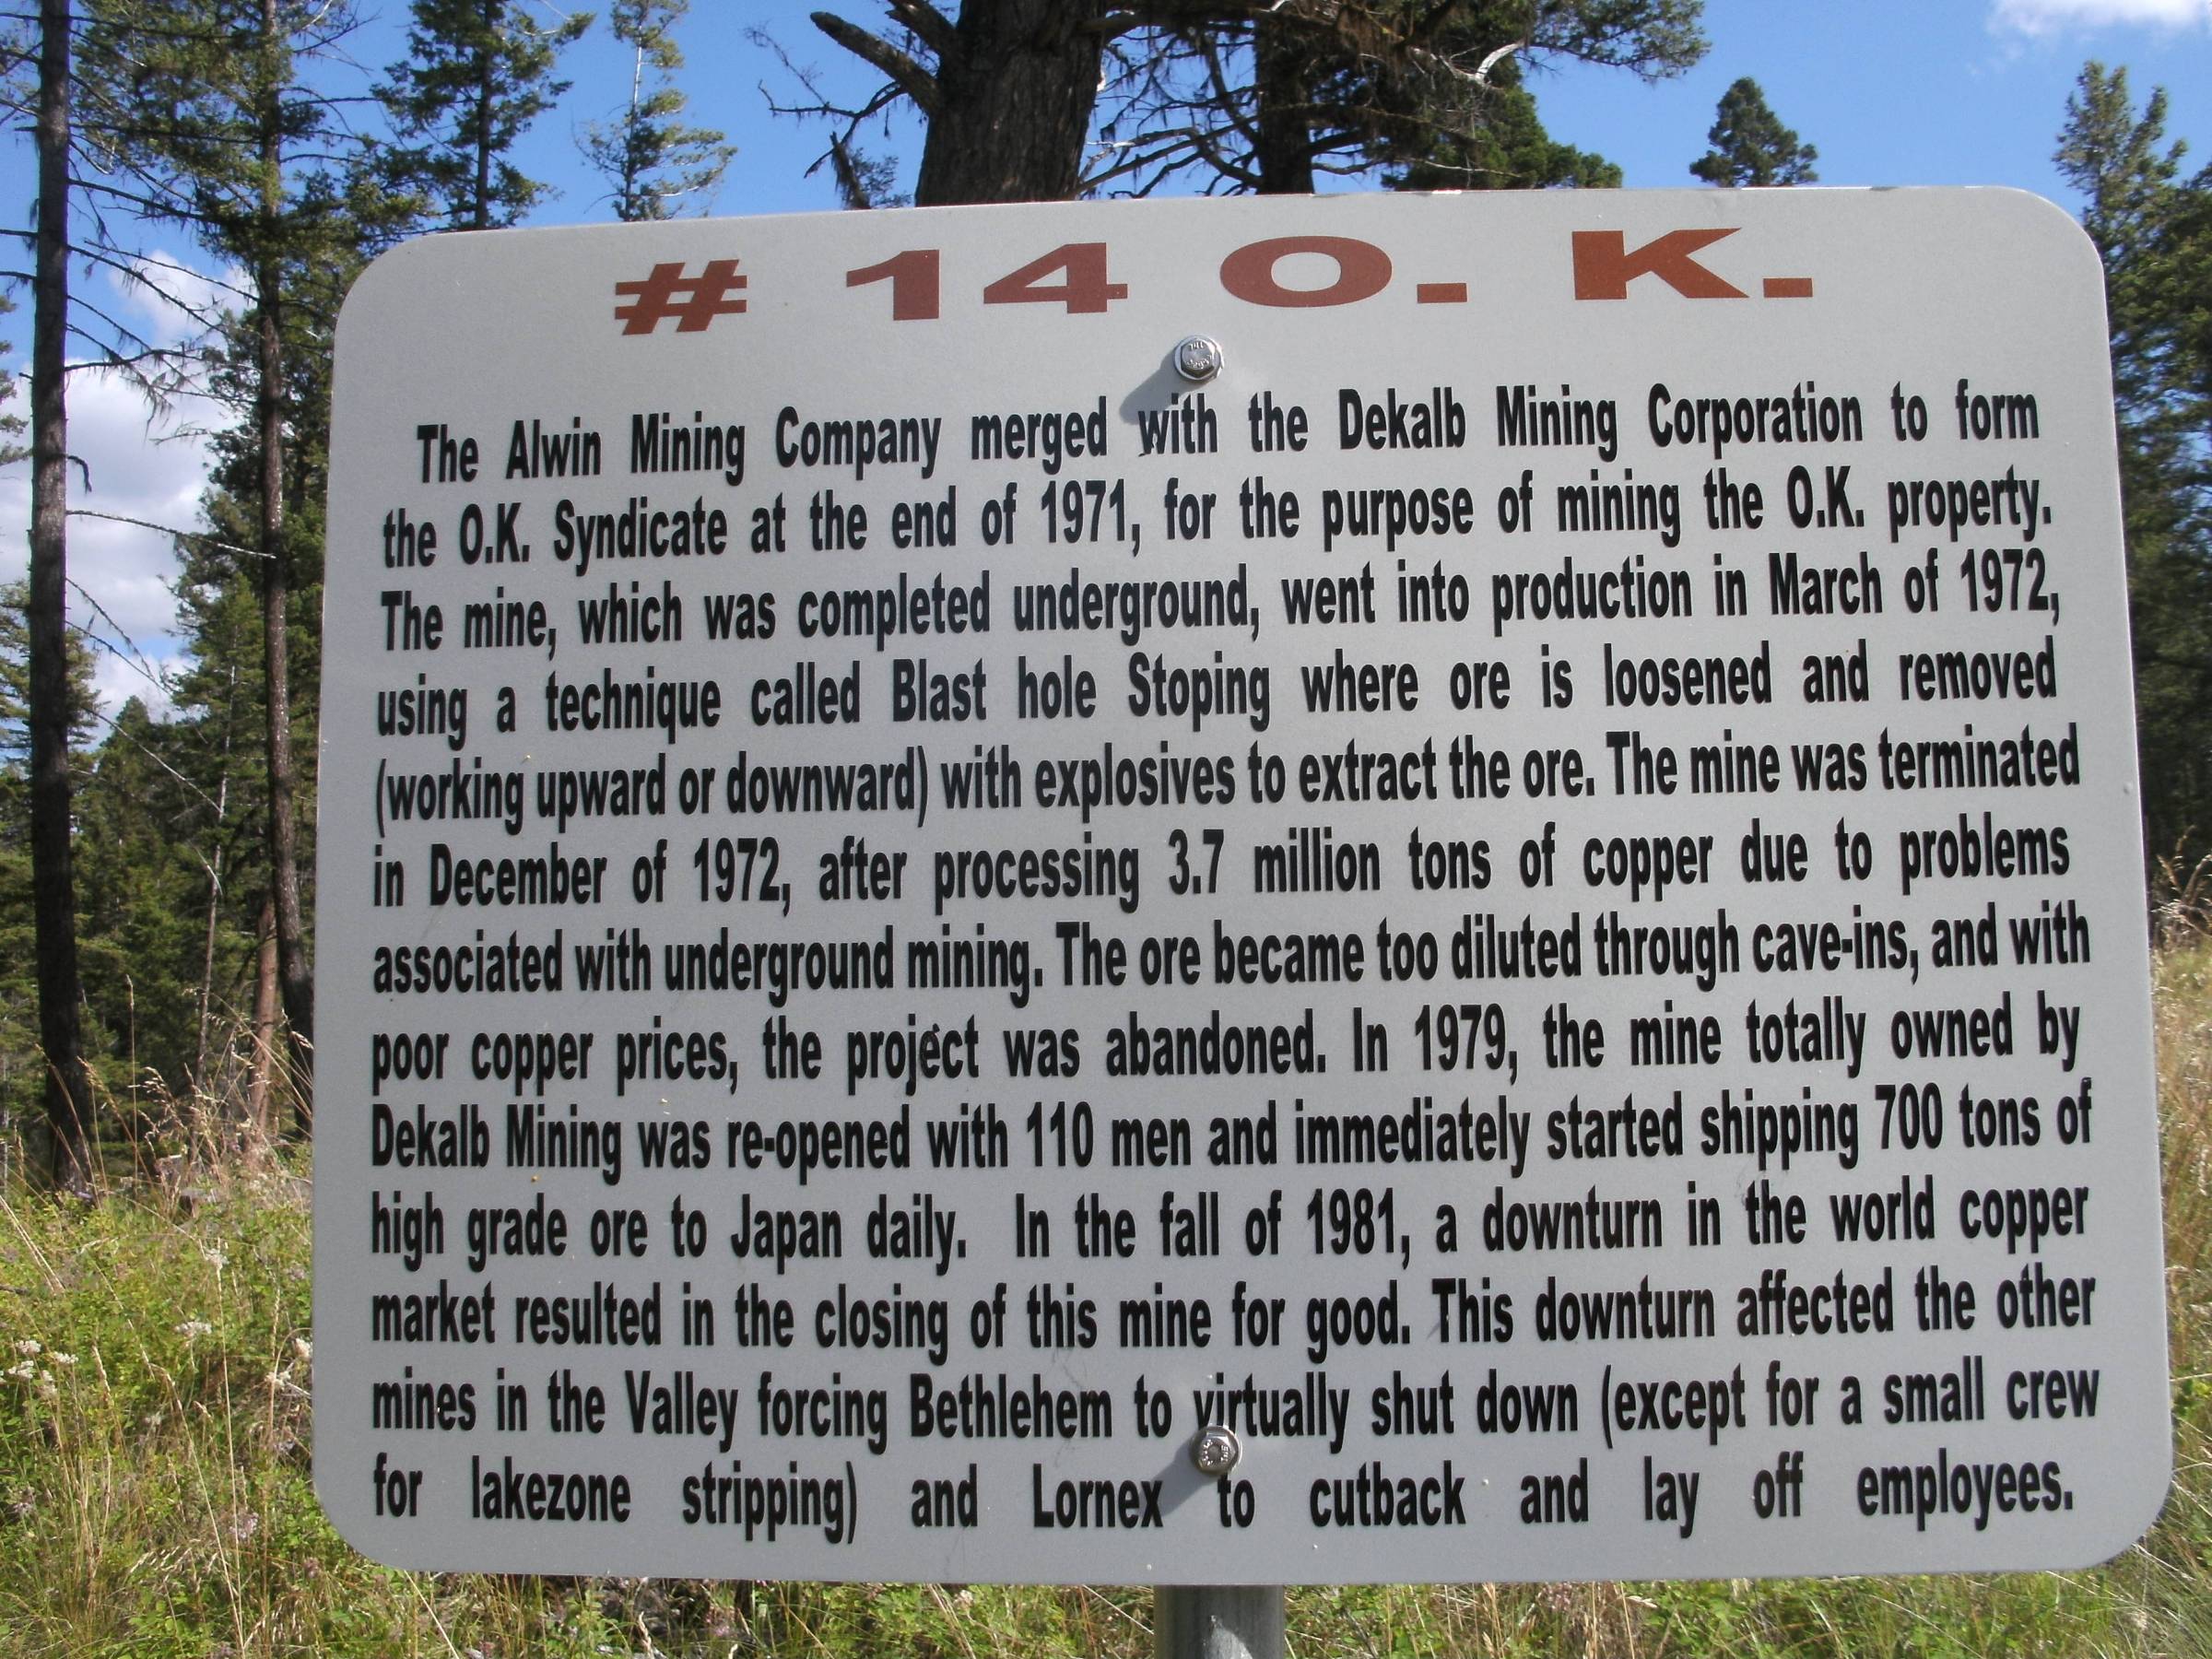 # 14 O. K.
The Alwin Mining Company merged with the Dekalb Mining Corporation to form
the O.K. Syndicate at the end of 1971, for the purpose of mining the O.K. property.
The mine, which was completed underground, went into production in March of 1972,
using a technique called Blast hole Stoping where ore is loosened and removed
(working upward or downward) with explosives to extract the ore. The mine was terminated
in December of 1972, after processing 3.7 million tons of copper due to problems
associated with underground mining. The ore became too diluted through cave-ins, and with
poor copper prices, the project was abandoned. In 1979, the mine totally owned by
Dekalb Mining was re-opened with 110 men and immediately started shipping 700 tons of
high grade ore to Japan daily. In the fall of 1981, a downturn in the world copper
market resulted in the closing of this mine for good. This downturn affected the other
mines in the Valley forcing Bethlehem to virtually shut down (except for a small crew
for lakezone stripping) and Lornex to cutback and lay off employees.